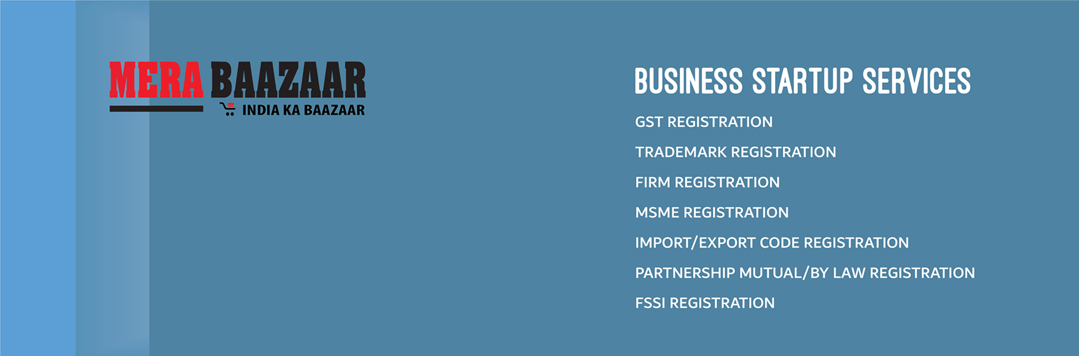 MERA BAAZAAR
INDIA KA BAAZAAR
BUSINESS STARTUP SERVICES
GST REGISTRATION
TRADEMARK REGISTRATION
FIRM REGISTRATION
MSME REGISTRATION
IMPORT/EXPORT CODE REGISTRATION
PARTNERSHIP MUTUAL/BY LAW REGISTRATION
FSSI REGISTRATION